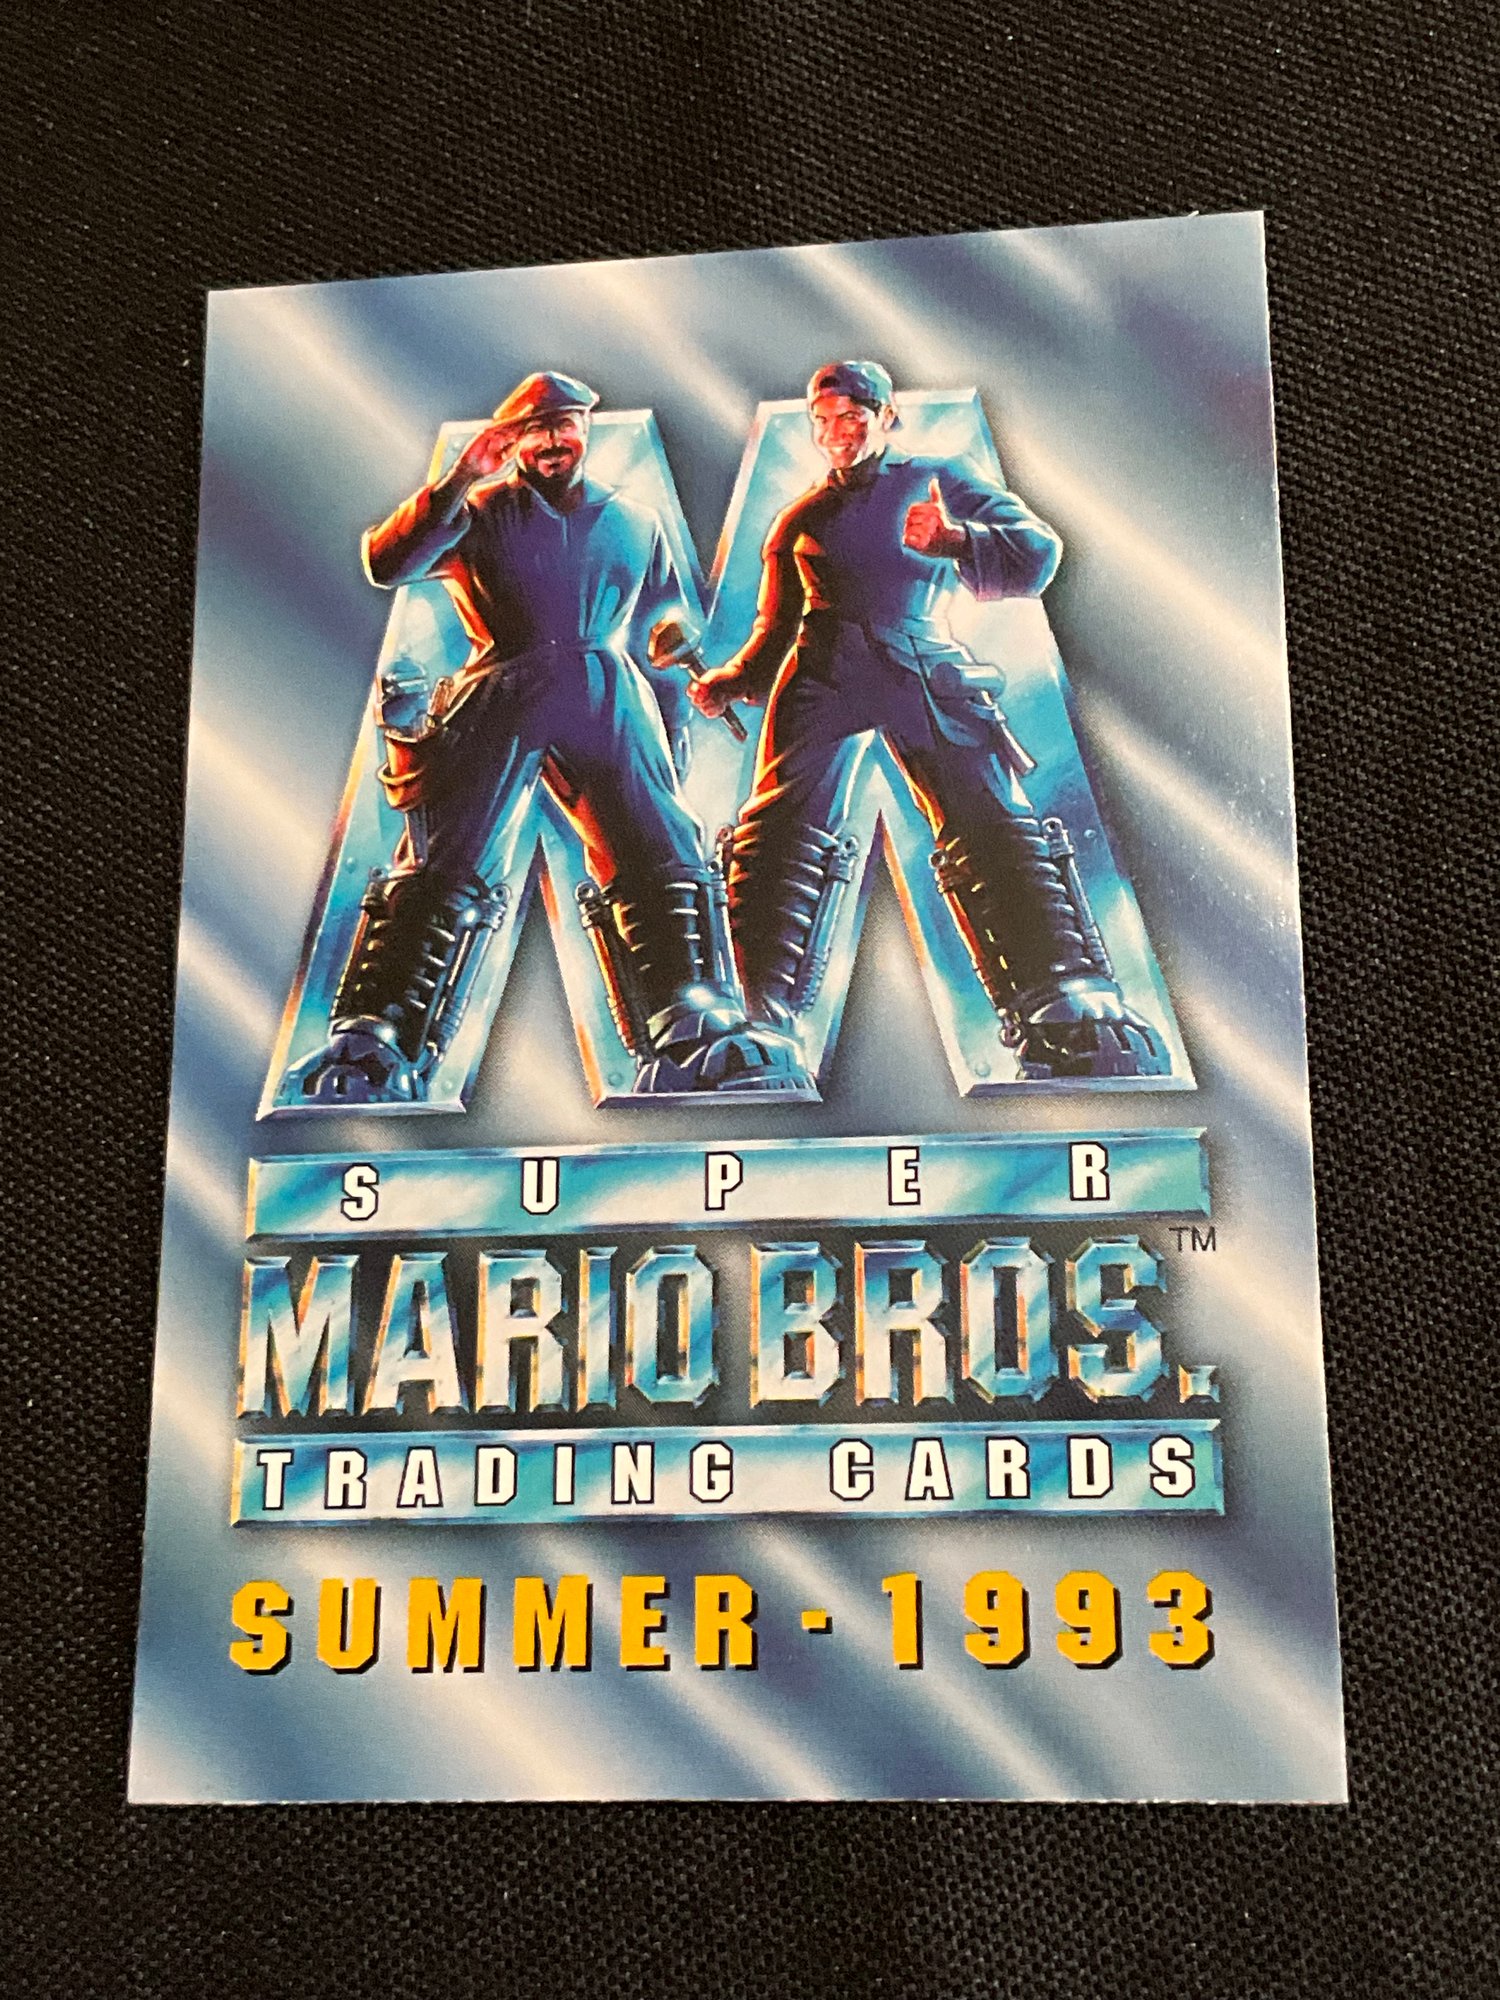 SUPER
MARIO BROS.™
TRADING CARDS
SUMMER - 1993